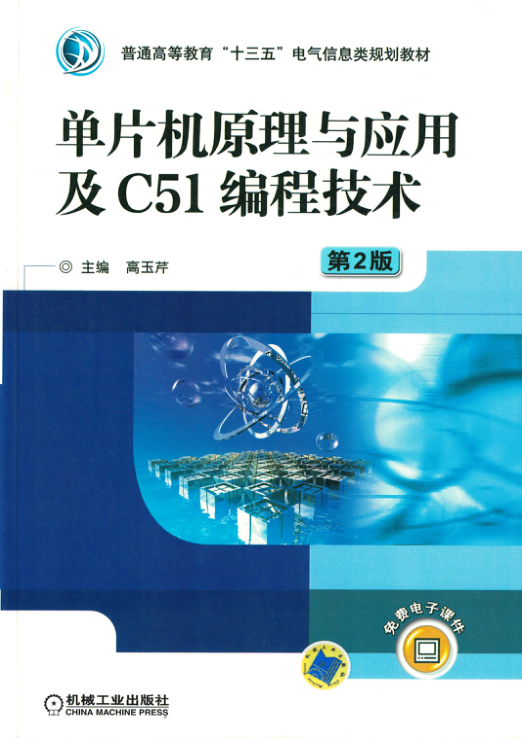 普通高等教育“十三五”电气信息类规划教材
单片机原理与应用
及C51编程技术
◎ 主编 高玉芹
第2版
免费电子课件
机械工业出版社
CHINA MACHINE PRESS